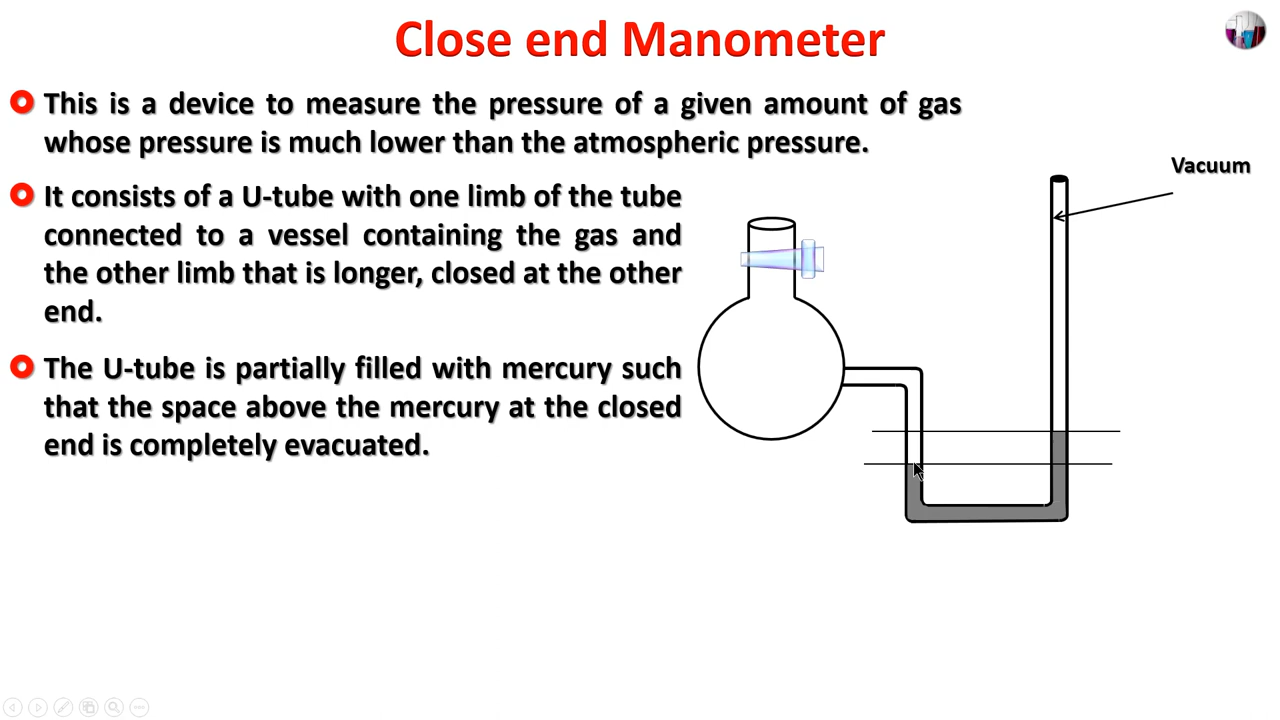 Close end Manometer
This is a device to measure the pressure of a given amount of gas
whose pressure is much lower than the atmospheric pressure.
Vacuum
It consists of a U-tube with one limb of the tube
connected to a vessel containing the gas and
the other limb that is longer, closed at the other
end.
The U-tube is partially filled with mercury such
that the space above the mercury at the closed
end is completely evacuated.